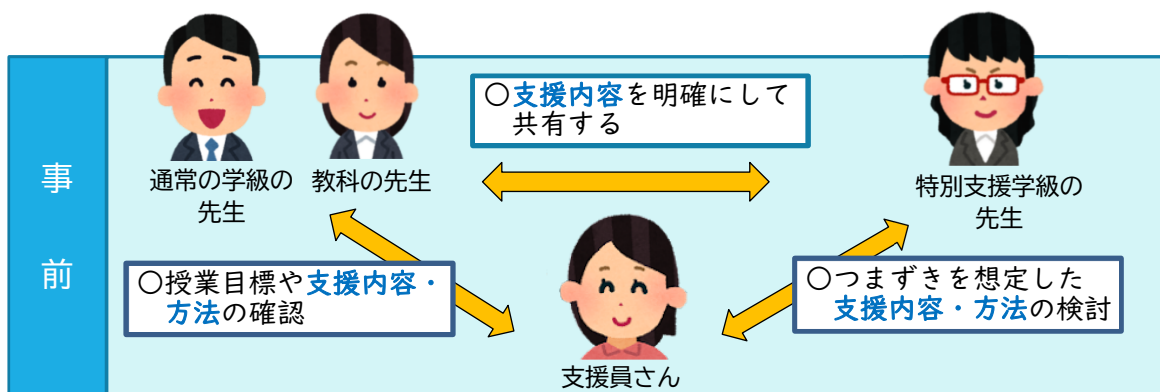 事前
○支援内容を明確にして
共有する
通常の学級の
先生
教科の先生
特別支援学級の
先生
○授業目標や支援内容・
方法の確認
○つまずきを想定した
支援内容・方法の検討
支援員さん